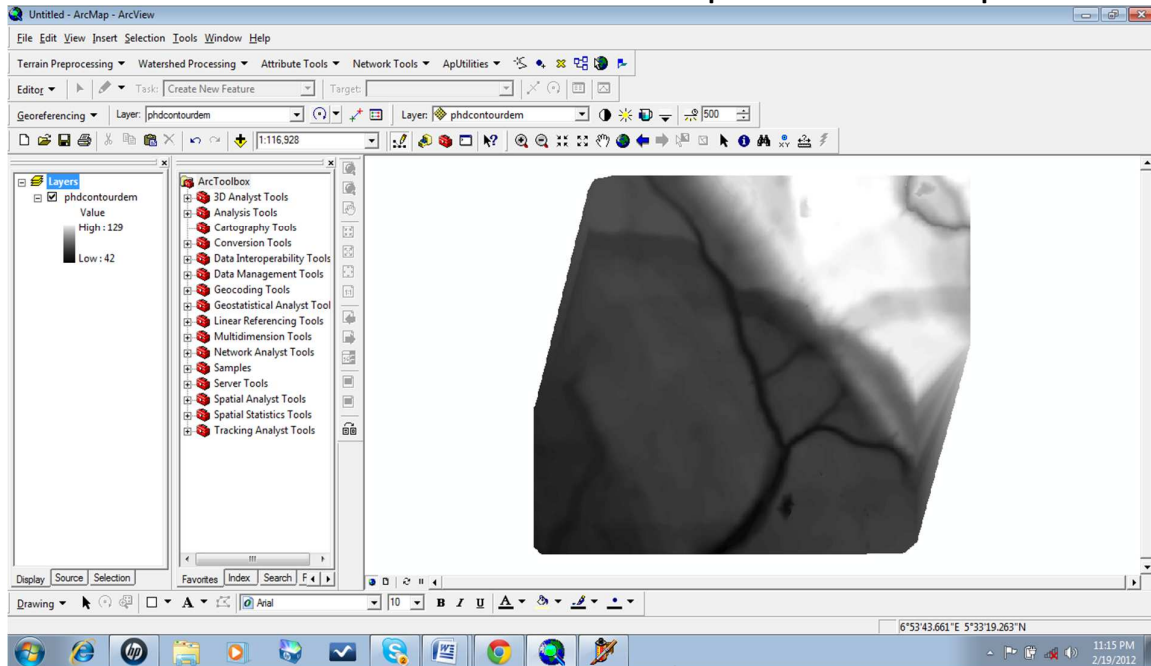 Untitled - ArcMap - ArcView
File Edit View Insert Selection Tools Window Help
Terrain Preprocessing Watershed Processing Attribute Tools Network Tools ApUtilities
Editor Task: Create New Feature Target:
Georeferencing Layer: phdcontourdem Layer: phdcontourdem 500
1:116,928
Layers
phdcontourdem
Value
High : 129
Low : 42
ArcToolbox
3D Analyst Tools
Analysis Tools
Cartography Tools
Conversion Tools
Data Interoperability Tools
Data Management Tools
Geocoding Tools
Geostatistical Analyst Tool
Linear Referencing Tools
Multidimension Tools
Network Analyst Tools
Samples
Server Tools
Spatial Analyst Tools
Spatial Statistics Tools
Tracking Analyst Tools
Display Source Selection
Favorites Index Search
Drawing A Arial 10 B I U A
6°53'43.661"E 5°33'19.263"N
11:15 PM
2/19/2012